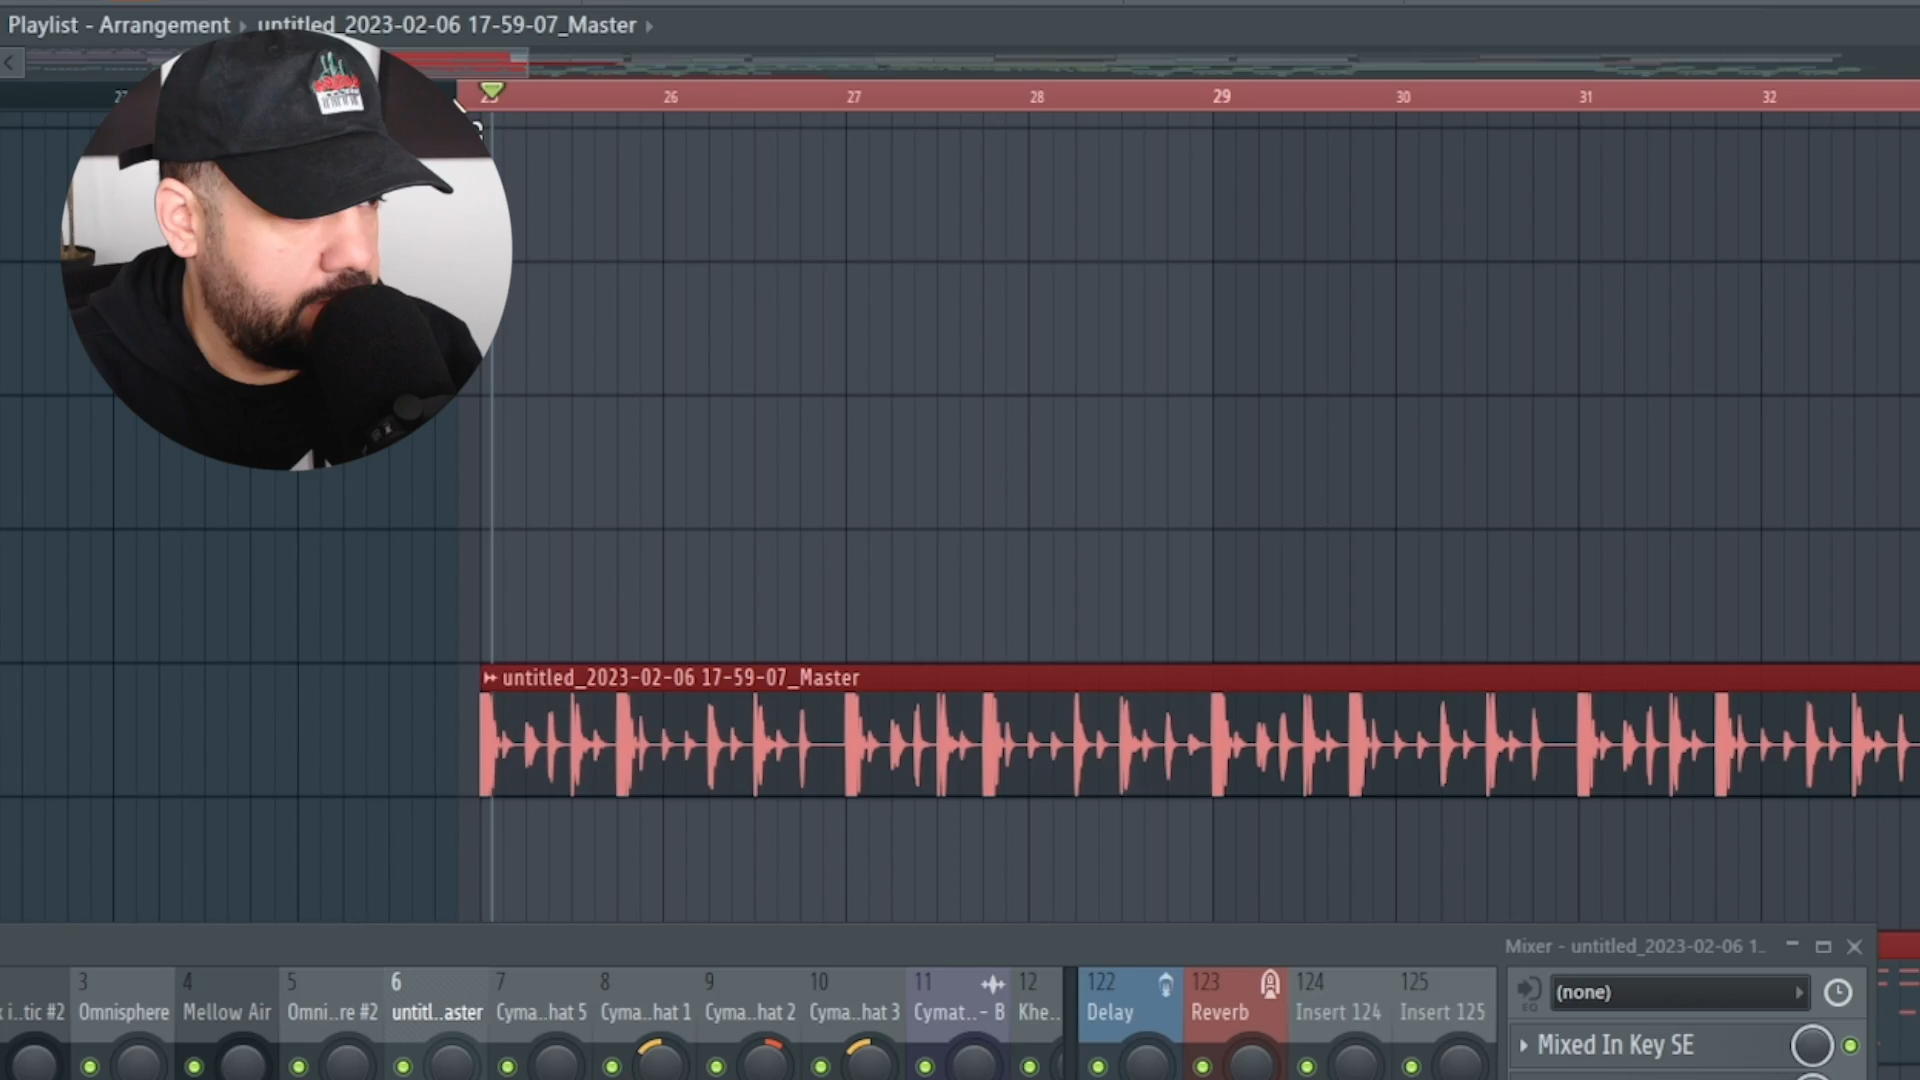 Playlist - Arrangement › untitled_2023-02-06 17-59-07_Master ›
26 27 28 29 30 31 32
untitled_2023-02-06 17-59-07_Master
Mixer - untitled_2023-02-06 1..
3 4 5 6 7 8 9 10 11 12 122 123 124 125
(none)
EQ
i..tic #2 Omnisphere Mellow Air Omni..re #2 untitl..aster Cyma..hat 5 Cyma..hat 1 Cyma..hat 2 Cyma..hat 3 Cymat..- B Khe.. Delay Reverb Insert 124 Insert 125
Mixed In Key SE